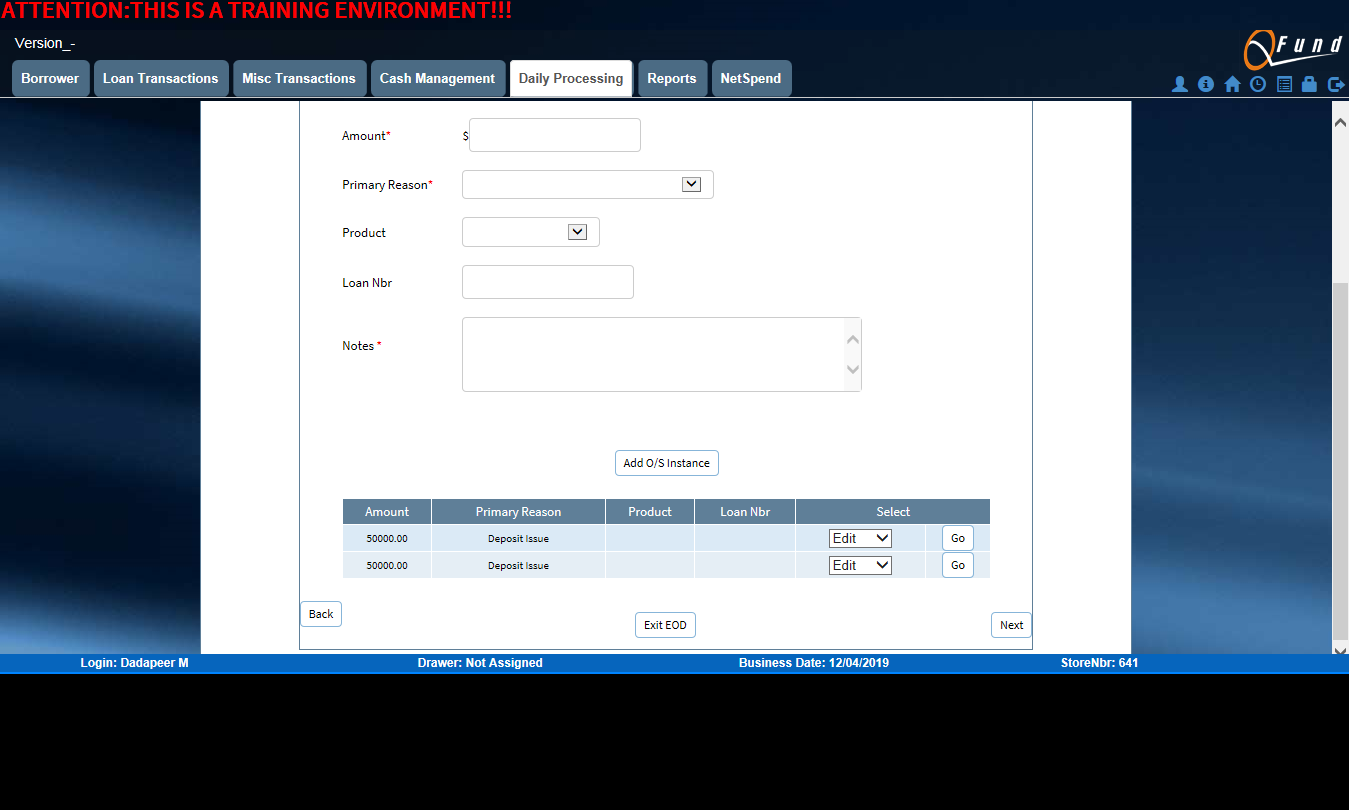 ATTENTION:THIS IS A TRAINING ENVIRONMENT!!!
Version_-
QFund
Borrower Loan Transactions Misc Transactions Cash Management Daily Processing Reports NetSpend
Amount* $
Primary Reason*
Product
Loan Nbr
Notes *
Add O/S Instance
Amount Primary Reason Product Loan Nbr Select
50000.00 Deposit Issue Edit Go
50000.00 Deposit Issue Edit Go
Back
Exit EOD Next
Login: Dadapeer M Drawer: Not Assigned Business Date: 12/04/2019 StoreNbr: 641